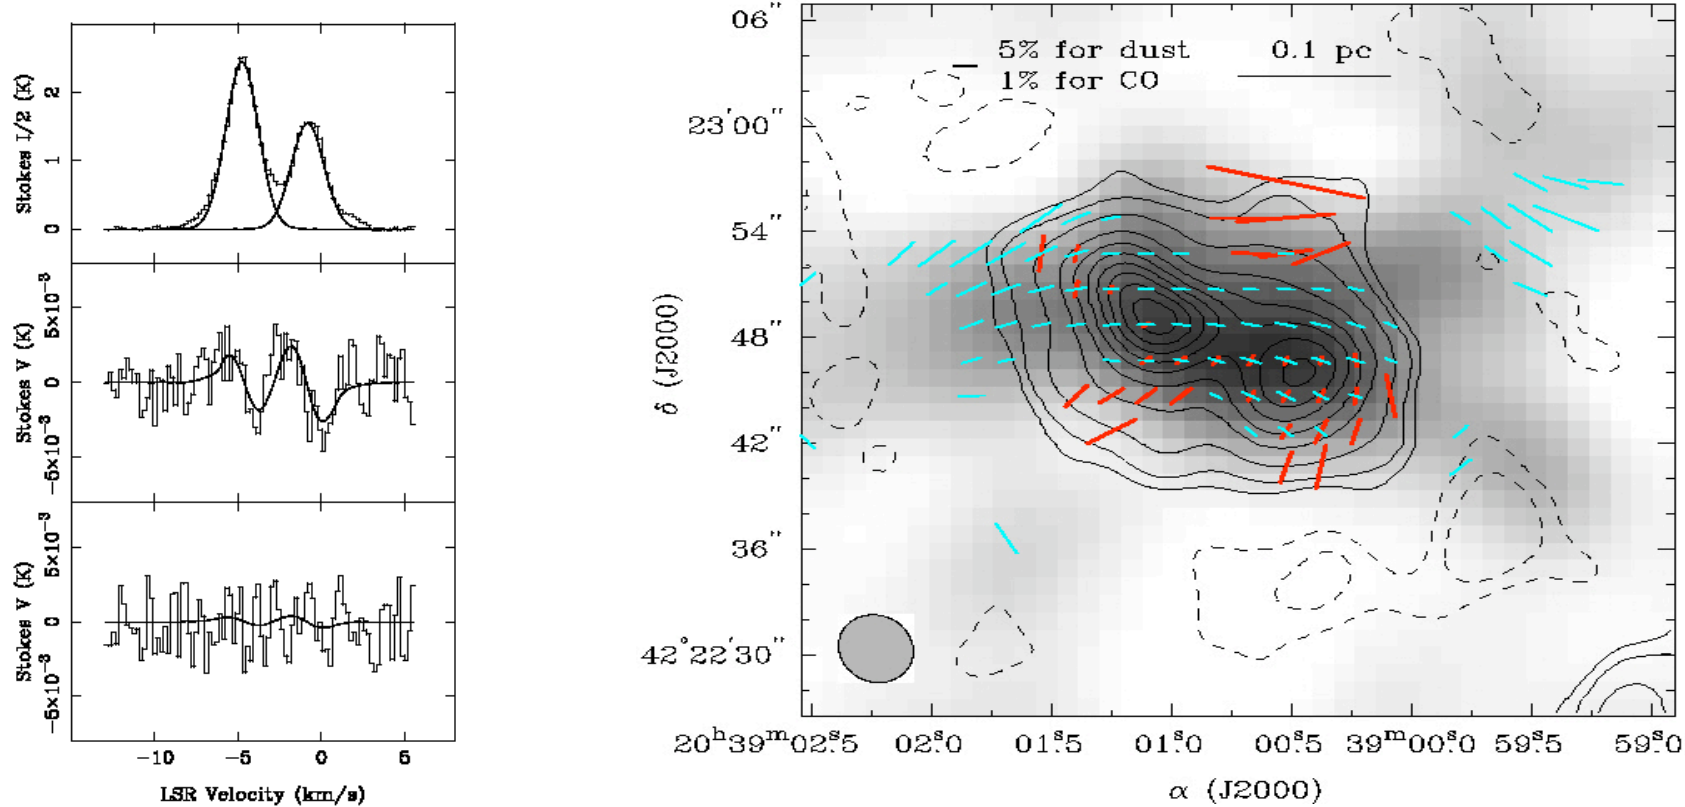 Stokes I/2 (K)
2
1
0
Stokes V (K)
5×10⁻³
0
−5×10⁻³
Stokes V (K)
5×10⁻³
0
−5×10⁻³
−10 −5 0 5
LSR Velocity (km/s)
5% for dust
1% for CO
0.1 pc
δ (J2000)
06"
23'00"
54"
48"
42"
36"
42°22'30"
20ʰ39ᵐ02ˢ.5 02ˢ.0 01ˢ.5 01ˢ.0 00ˢ.5 39ᵐ00ˢ.0 59ˢ.5 59ˢ.0
α (J2000)